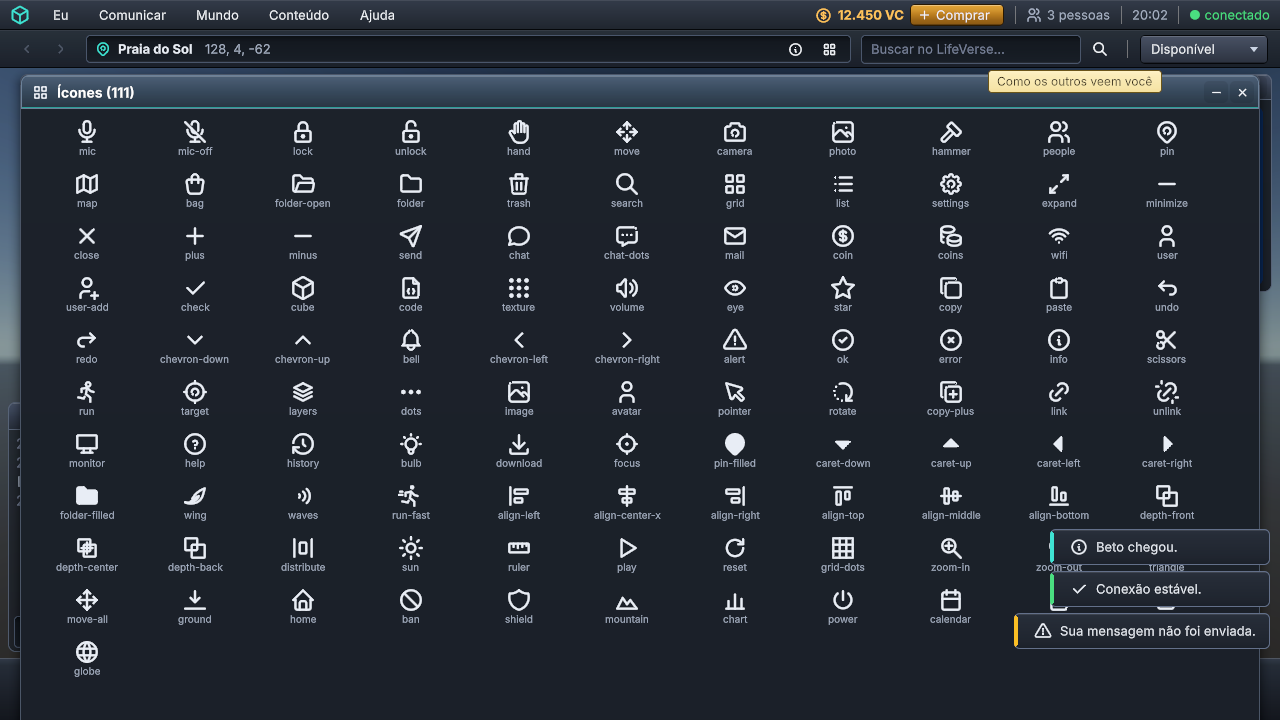 Eu Comunicar Mundo Conteúdo Ajuda 12.450 VC + Comprar 3 pessoas 20:02 conectado
Praia do Sol 128, 4, -62 Buscar no LifeVerse... Disponível
Como os outros veem você
Ícones (111)
mic mic-off lock unlock hand move camera photo hammer people pin
map bag folder-open folder trash search grid list settings expand minimize
close plus minus send chat chat-dots mail coin coins wifi user
user-add check cube code texture volume eye star copy paste undo
redo chevron-down chevron-up bell chevron-left chevron-right alert ok error info scissors
run target layers dots image avatar pointer rotate copy-plus link unlink
monitor help history bulb download focus pin-filled caret-down caret-up caret-left caret-right
folder-filled wing waves run-fast align-left align-center-x align-right align-top align-middle align-bottom depth-front
Beto chegou.
depth-center depth-back distribute sun ruler play reset grid-dots zoom-in zoom-out triangle
Conexão estável.
move-all ground home ban shield mountain chart power calendar
Sua mensagem não foi enviada.
globe